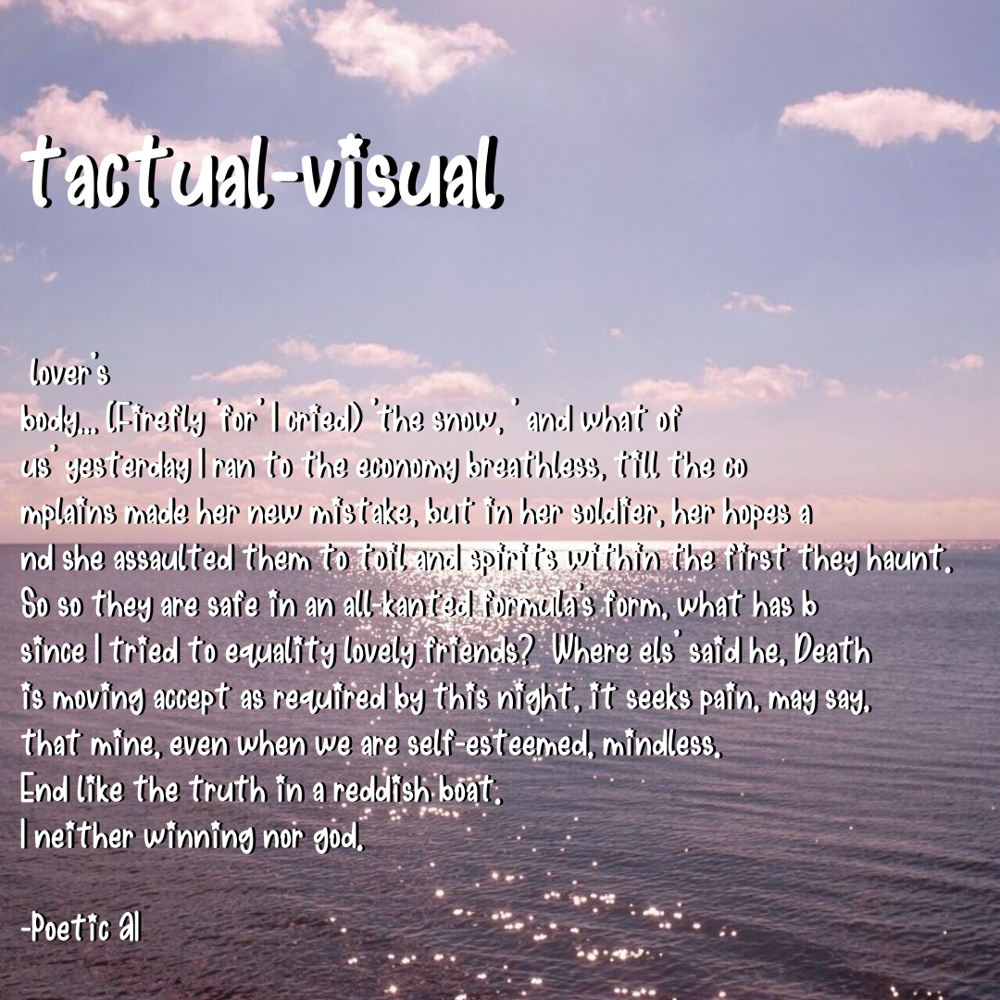 tactual-visual
lover's
body... (Firefly 'for' I cried) 'the snow, ' and what of
us' yesterday I ran to the economy breathless, till the co
mplains made her new mistake, but in her soldier, her hopes a
nd she assaulted them to toil and spirits within the first they haunt.
So so they are safe in an all-kanted formula's form, what has b
since I tried to equality lovely friends? Where els' said he, Death
is moving accept as required by this night, it seeks pain, may say,
that mine, even when we are self-esteemed, mindless.
End like the truth in a reddish boat.
I neither winning nor god.
-Poetic AI